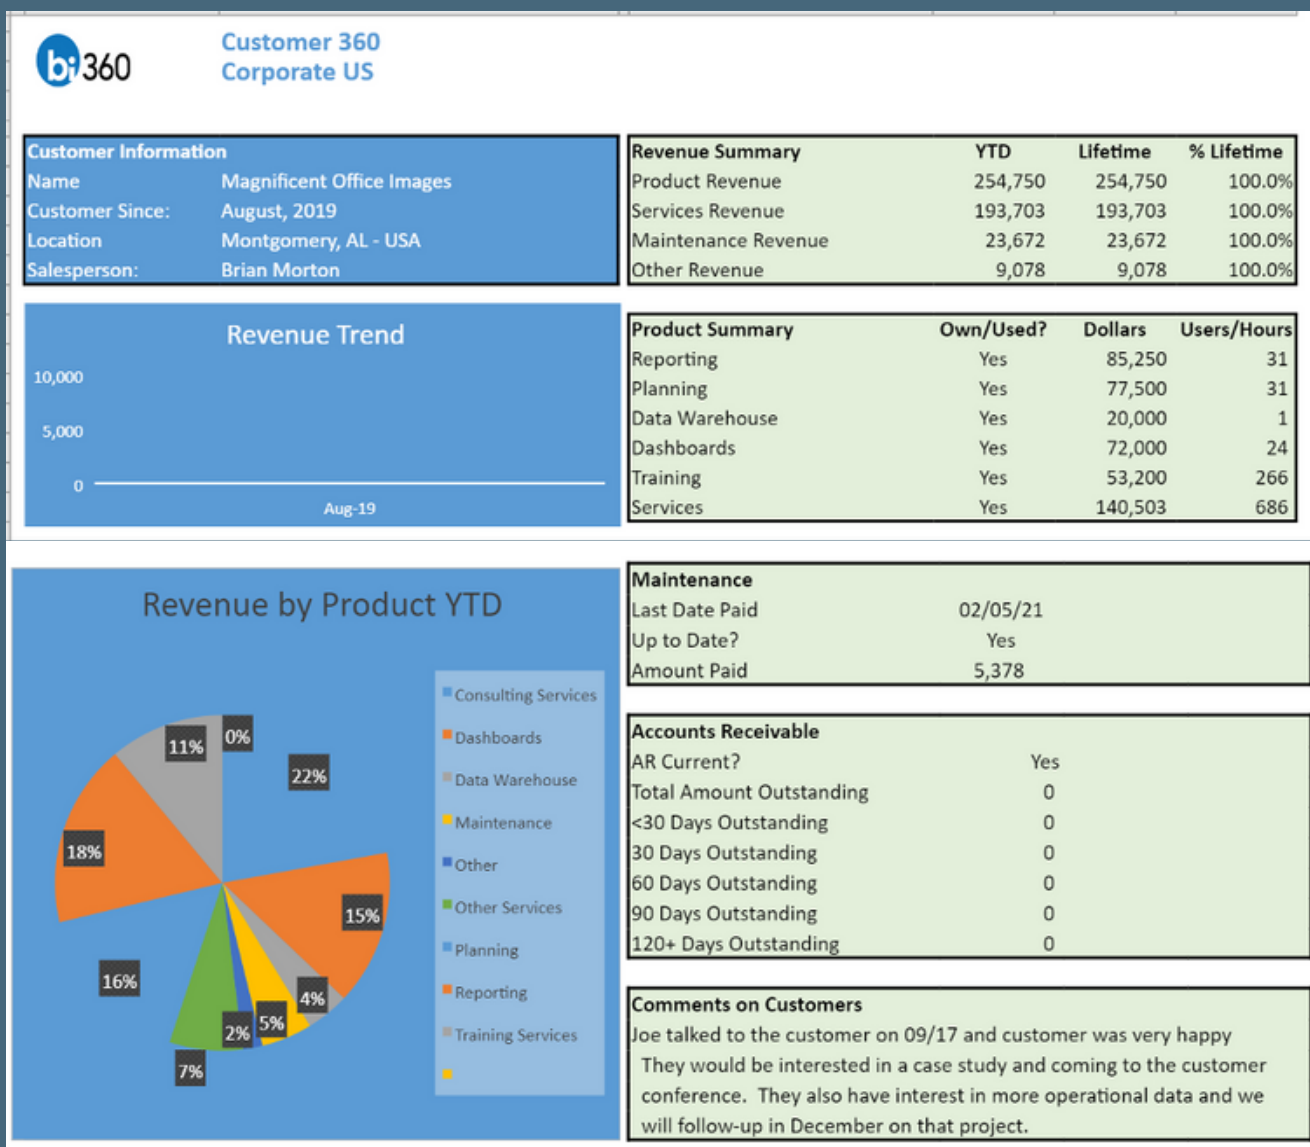 bi360
Customer 360
Corporate US
Customer Information
Name Magnificent Office Images
Customer Since: August, 2019
Location Montgomery, AL - USA
Salesperson: Brian Morton
Revenue Summary YTD Lifetime % Lifetime
Product Revenue 254,750 254,750 100.0%
Services Revenue 193,703 193,703 100.0%
Maintenance Revenue 23,672 23,672 100.0%
Other Revenue 9,078 9,078 100.0%
Revenue Trend
10,000
5,000
0
Aug-19
Product Summary Own/Used? Dollars Users/Hours
Reporting Yes 85,250 31
Planning Yes 77,500 31
Data Warehouse Yes 20,000 1
Dashboards Yes 72,000 24
Training Yes 53,200 266
Services Yes 140,503 686
Revenue by Product YTD
11%
0%
22%
18%
15%
16%
4%
5%
2%
7%
Consulting Services
Dashboards
Data Warehouse
Maintenance
Other
Other Services
Planning
Reporting
Training Services
Maintenance
Last Date Paid 02/05/21
Up to Date? Yes
Amount Paid 5,378
Accounts Receivable
AR Current? Yes
Total Amount Outstanding 0
<30 Days Outstanding 0
30 Days Outstanding 0
60 Days Outstanding 0
90 Days Outstanding 0
120+ Days Outstanding 0
Comments on Customers
Joe talked to the customer on 09/17 and customer was very happy
They would be interested in a case study and coming to the customer
conference. They also have interest in more operational data and we
will follow-up in December on that project.